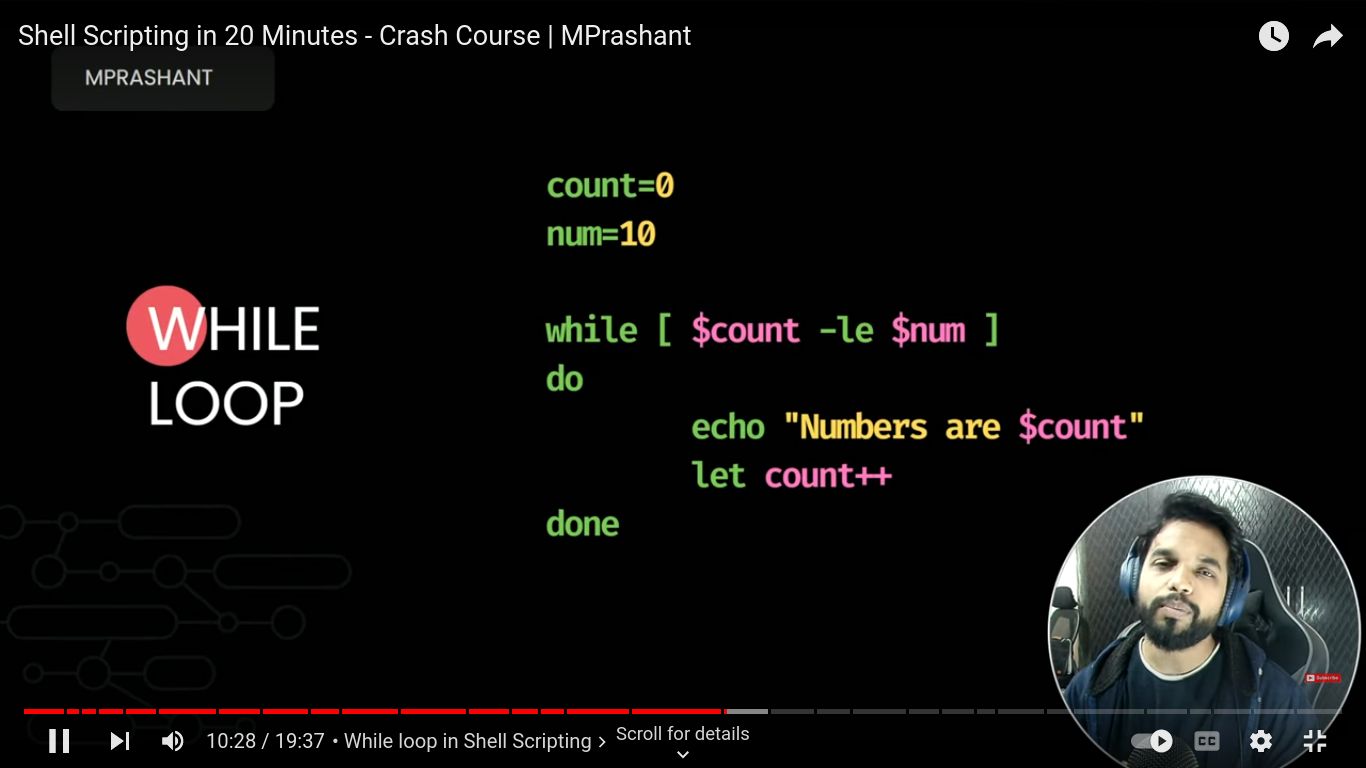 Shell Scripting in 20 Minutes - Crash Course | MPrashant
MPRASHANT
count=0
num=10
WHILE
LOOP
while [ $count -le $num ]
do
echo "Numbers are $count"
let count++
done
Subscribe
10:28 / 19:37 • While loop in Shell Scripting
Scroll for details
CC